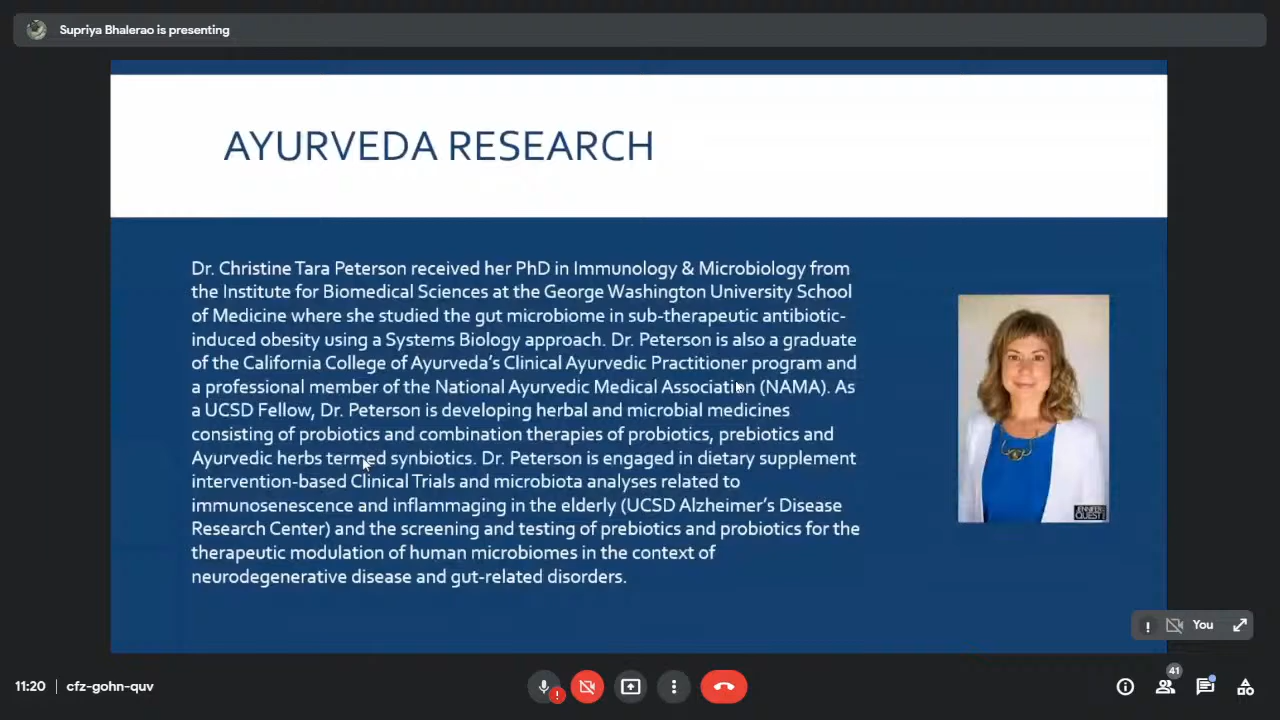 Supriya Bhalerao is presenting
AYURVEDA RESEARCH
Dr. Christine Tara Peterson received her PhD in Immunology & Microbiology from
the Institute for Biomedical Sciences at the George Washington University School
of Medicine where she studied the gut microbiome in sub-therapeutic antibiotic-
induced obesity using a Systems Biology approach. Dr. Peterson is also a graduate
of the California College of Ayurveda's Clinical Ayurvedic Practitioner program and
a professional member of the National Ayurvedic Medical Association (NAMA). As
a UCSD Fellow, Dr. Peterson is developing herbal and microbial medicines
consisting of probiotics and combination therapies of probiotics, prebiotics and
Ayurvedic herbs termed synbiotics. Dr. Peterson is engaged in dietary supplement
intervention-based Clinical Trials and microbiota analyses related to
immunosenescence and inflammaging in the elderly (UCSD Alzheimer's Disease
Research Center) and the screening and testing of prebiotics and probiotics for the
therapeutic modulation of human microbiomes in the context of
neurodegenerative disease and gut-related disorders.
You
11:20 | cfz-gohn-quv
41